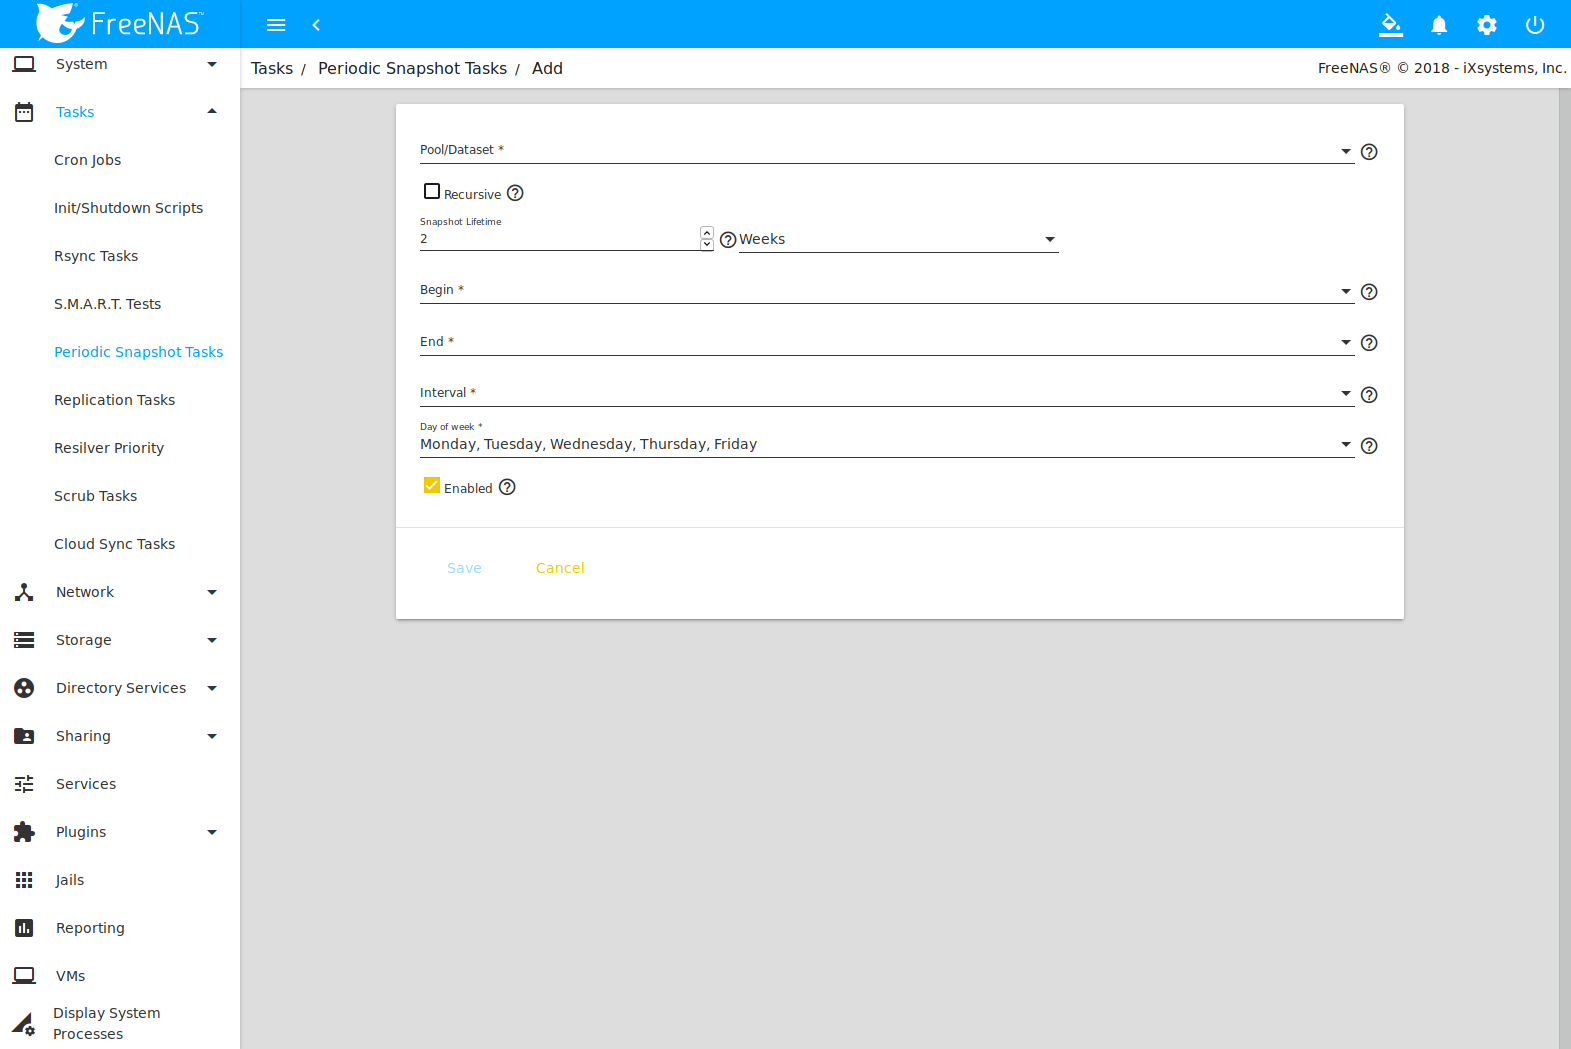 FreeNAS™
System
Tasks
Cron Jobs
Init/Shutdown Scripts
Rsync Tasks
S.M.A.R.T. Tests
Periodic Snapshot Tasks
Replication Tasks
Resilver Priority
Scrub Tasks
Cloud Sync Tasks
Network
Storage
Directory Services
Sharing
Services
Plugins
Jails
Reporting
VMs
Display System
Processes
Tasks / Periodic Snapshot Tasks / Add
FreeNAS® © 2018 - iXsystems, Inc.
Pool/Dataset *
Recursive
Snapshot Lifetime
2 Weeks
Begin *
End *
Interval *
Day of week *
Monday, Tuesday, Wednesday, Thursday, Friday
Enabled
Save Cancel